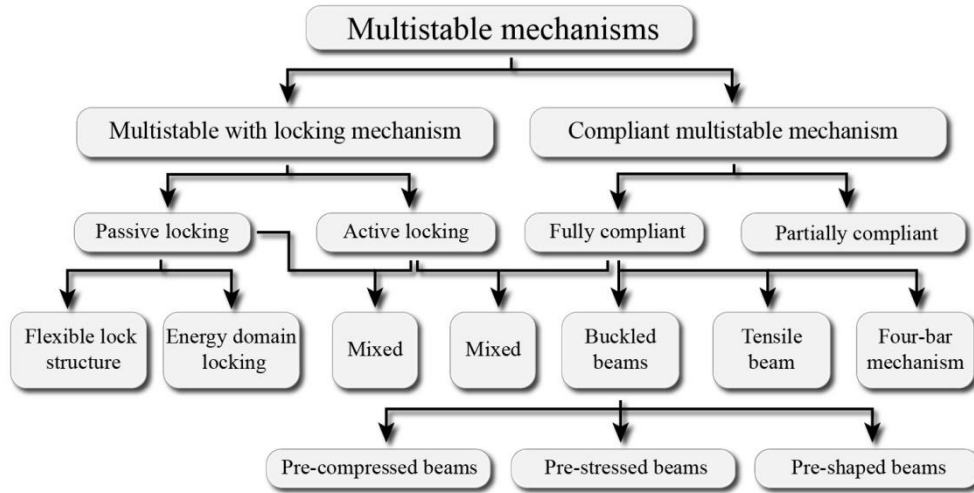 Multistable mechanisms
Multistable with locking mechanism
Compliant multistable mechanism
Passive locking
Active locking
Fully compliant
Partially compliant
Flexible lock
structure
Energy domain
locking
Mixed
Mixed
Buckled
beams
Tensile
beam
Four-bar
mechanism
Pre-compressed beams
Pre-stressed beams
Pre-shaped beams